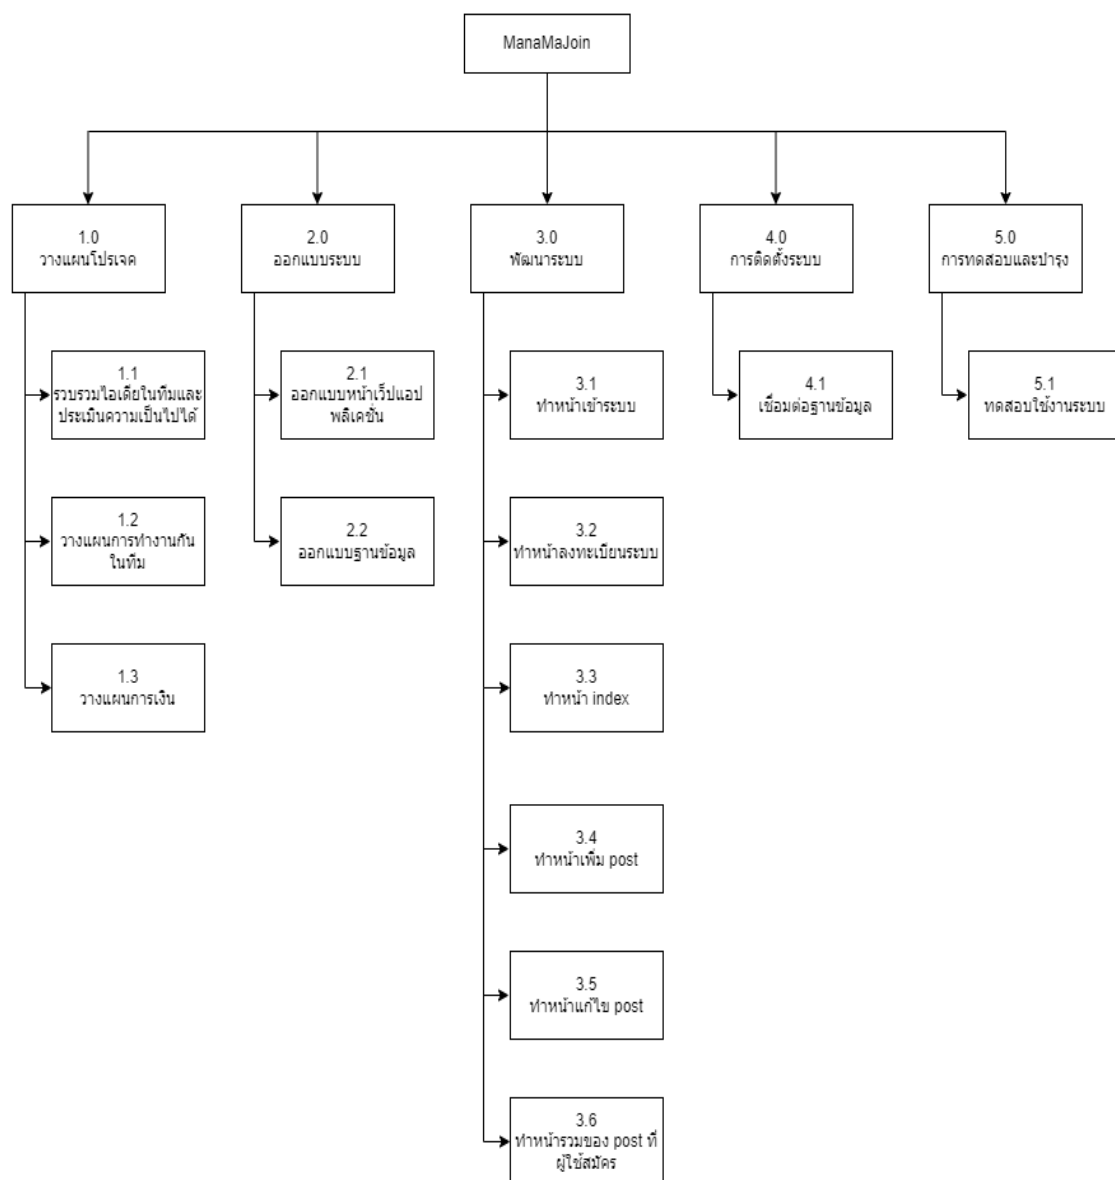 ManaMaJoin
1.0
วางแผนโปรเจค
2.0
ออกแบบระบบ
3.0
พัฒนาระบบ
4.0
การติดตั้งระบบ
5.0
การทดสอบและบำรุง
1.1
รวบรวมไอเดียในทีมและ
ประเมินความเป็นไปได้
2.1
ออกแบบหน้าเว็ปแอป
พลิเคชั่น
3.1
ทำหน้าเข้าระบบ
4.1
เชื่อมต่อฐานข้อมูล
5.1
ทดสอบใช้งานระบบ
1.2
วางแผนการทำงานกัน
ในทีม
2.2
ออกแบบฐานข้อมูล
3.2
ทำหน้าลงทะเบียนระบบ
1.3
วางแผนการเงิน
3.3
ทำหน้า index
3.4
ทำหน้าเพิ่ม post
3.5
ทำหน้าแก้ไข post
3.6
ทำหน้ารวมของ post ที่
ผู้ใช้สมัคร